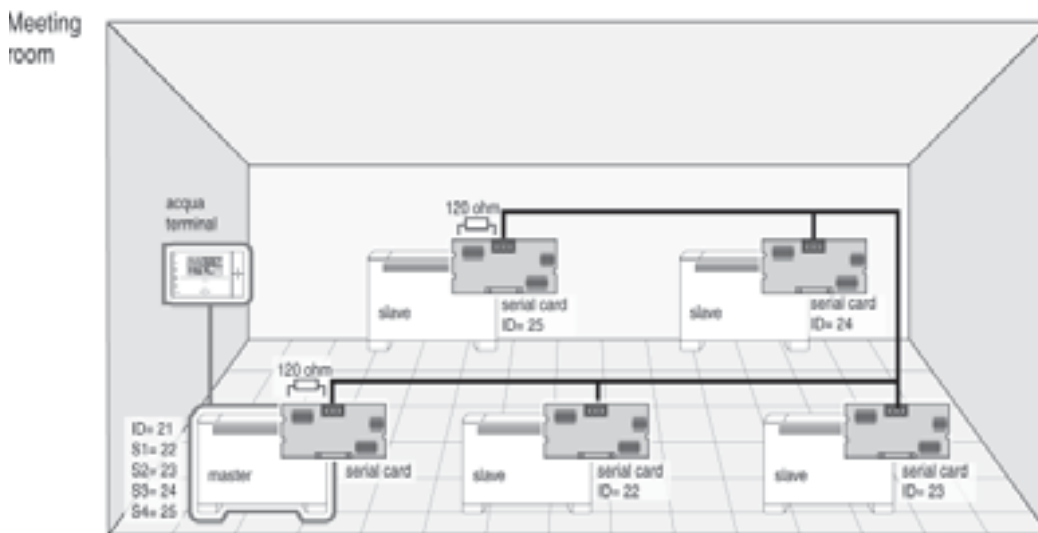 Meeting
room
acqua
terminal
120 ohm
slave
serial card
ID= 25
slave
serial card
ID= 24
120 ohm
ID= 21
S1= 22
S2= 23
S3= 24
S4= 25
master
serial card
slave
serial card
ID= 22
slave
serial card
ID= 23